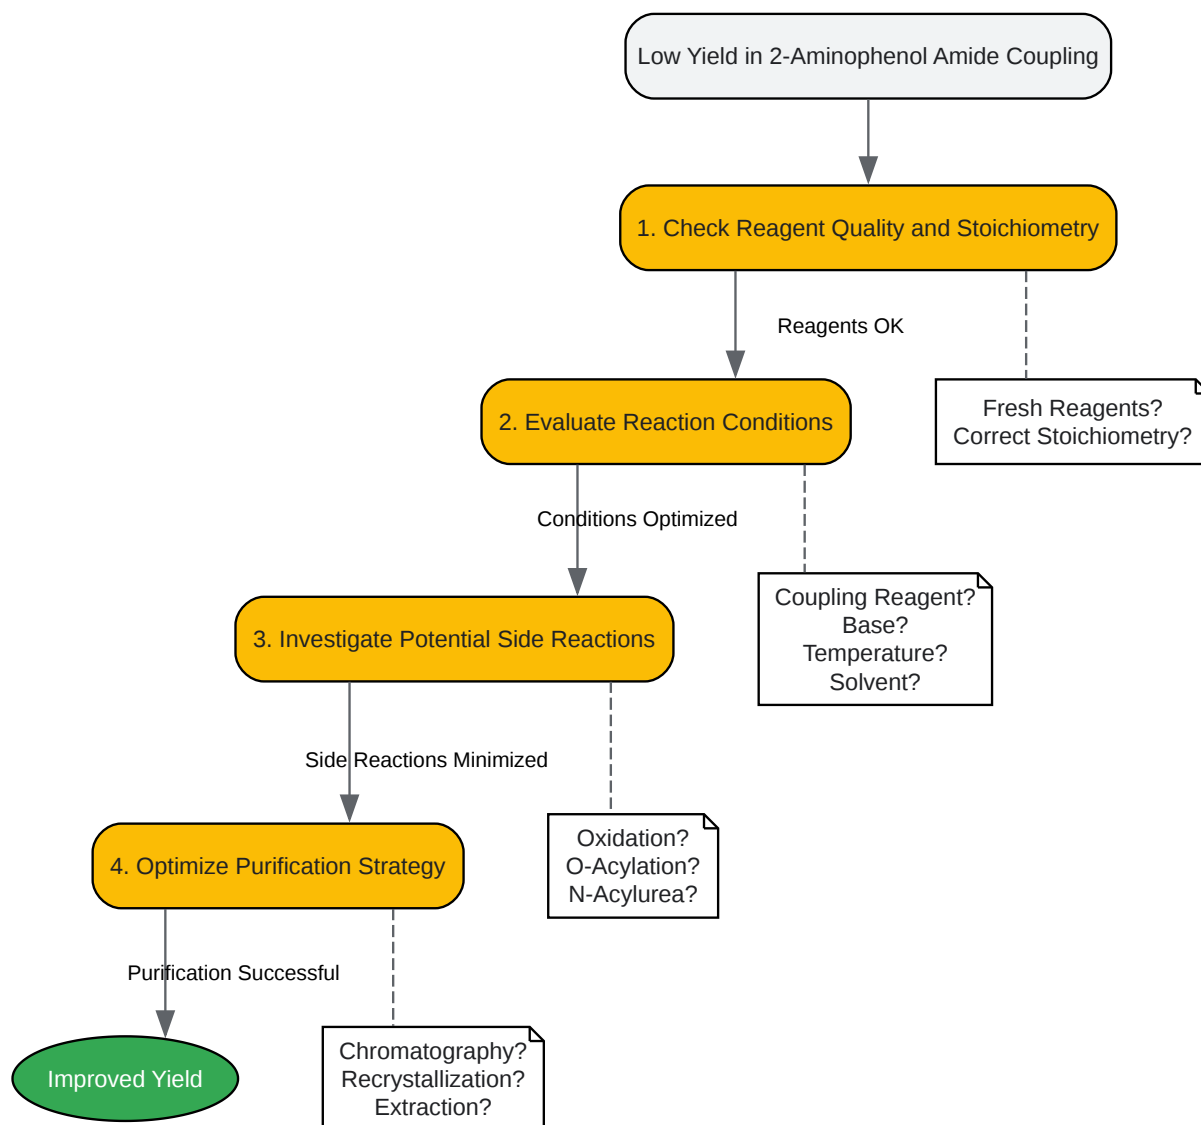 Low Yield in 2-Aminophenol Amide Coupling
1. Check Reagent Quality and Stoichiometry
Reagents OK
Fresh Reagents?
Correct Stoichiometry?
2. Evaluate Reaction Conditions
Conditions Optimized
Coupling Reagent?
Base?
Temperature?
Solvent?
3. Investigate Potential Side Reactions
Side Reactions Minimized
Oxidation?
O-Acylation?
N-Acylurea?
4. Optimize Purification Strategy
Purification Successful
Chromatography?
Recrystallization?
Extraction?
Improved Yield